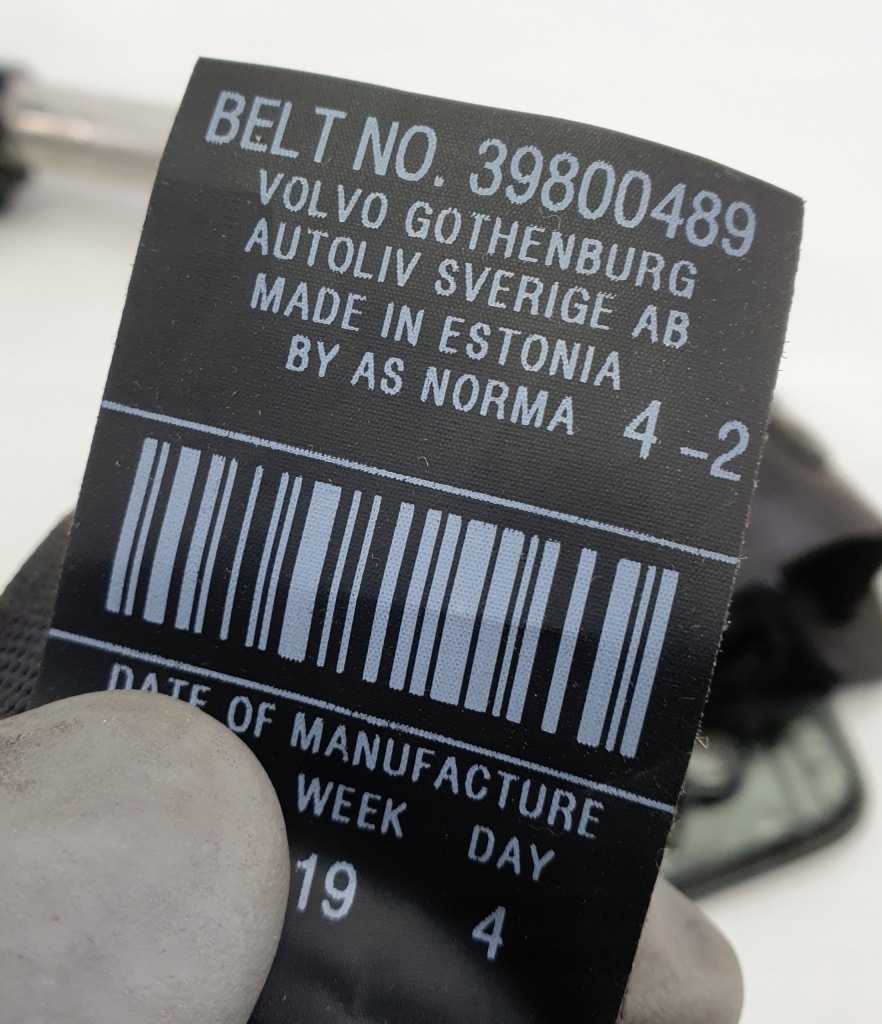 BELT NO. 39800489
VOLVO GOTHENBURG
AUTOLIV SVERIGE AB
MADE IN ESTONIA
BY AS NORMA 4 -2
DATE OF MANUFACTURE
WEEK DAY
19 4